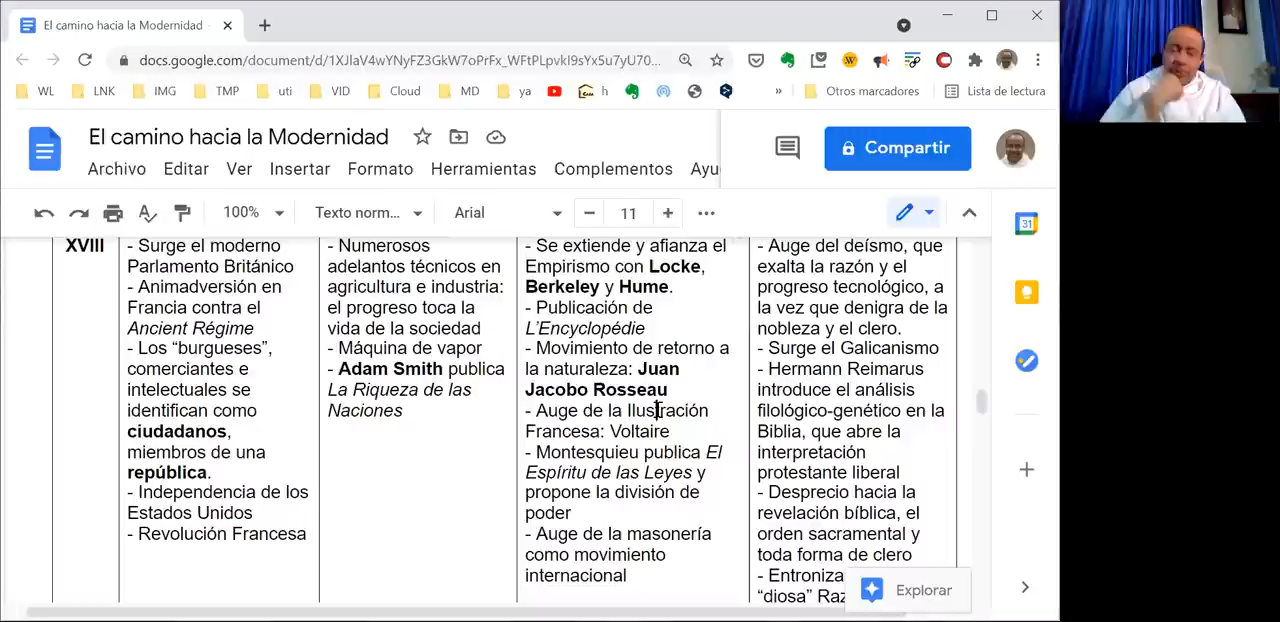 El camino hacia la Modernidad
docs.google.com/document/d/1XJlaV4wYNyFZ3GkW7oPrFx_WFtPLpvkI9sYx5u7yU70...
WL LNK IMG TMP uti VID Cloud MD ya h » Otros marcadores Lista de lectura
El camino hacia la Modernidad
Compartir
Archivo Editar Ver Insertar Formato Herramientas Complementos Ayu
100% Texto norm... Arial 11
31
XVIII
- Surge el moderno
Parlamento Británico
- Animadversión en
Francia contra el
Ancient Régime
- Los “burgueses”,
comerciantes e
intelectuales se
identifican como
ciudadanos,
miembros de una
república.
- Independencia de los
Estados Unidos
- Revolución Francesa
- Numerosos
adelantos técnicos en
agricultura e industria:
el progreso toca la
vida de la sociedad
- Máquina de vapor
- Adam Smith publica
La Riqueza de las
Naciones
- Se extiende y afianza el
Empirismo con Locke,
Berkeley y Hume.
- Publicación de
L’Encyclopédie
- Movimiento de retorno a
la naturaleza: Juan
Jacobo Rosseau
- Auge de la Ilustración
Francesa: Voltaire
- Montesquieu publica El
Espíritu de las Leyes y
propone la división de
poder
- Auge de la masonería
como movimiento
internacional
- Auge del deísmo, que
exalta la razón y el
progreso tecnológico, a
la vez que denigra de la
nobleza y el clero.
- Surge el Galicanismo
- Hermann Reimarus
introduce el análisis
filológico-genético en la
Biblia, que abre la
interpretación
protestante liberal
- Desprecio hacia la
revelación bíblica, el
orden sacramental y
toda forma de clero
- Entroniza
“diosa” Raz
Explorar